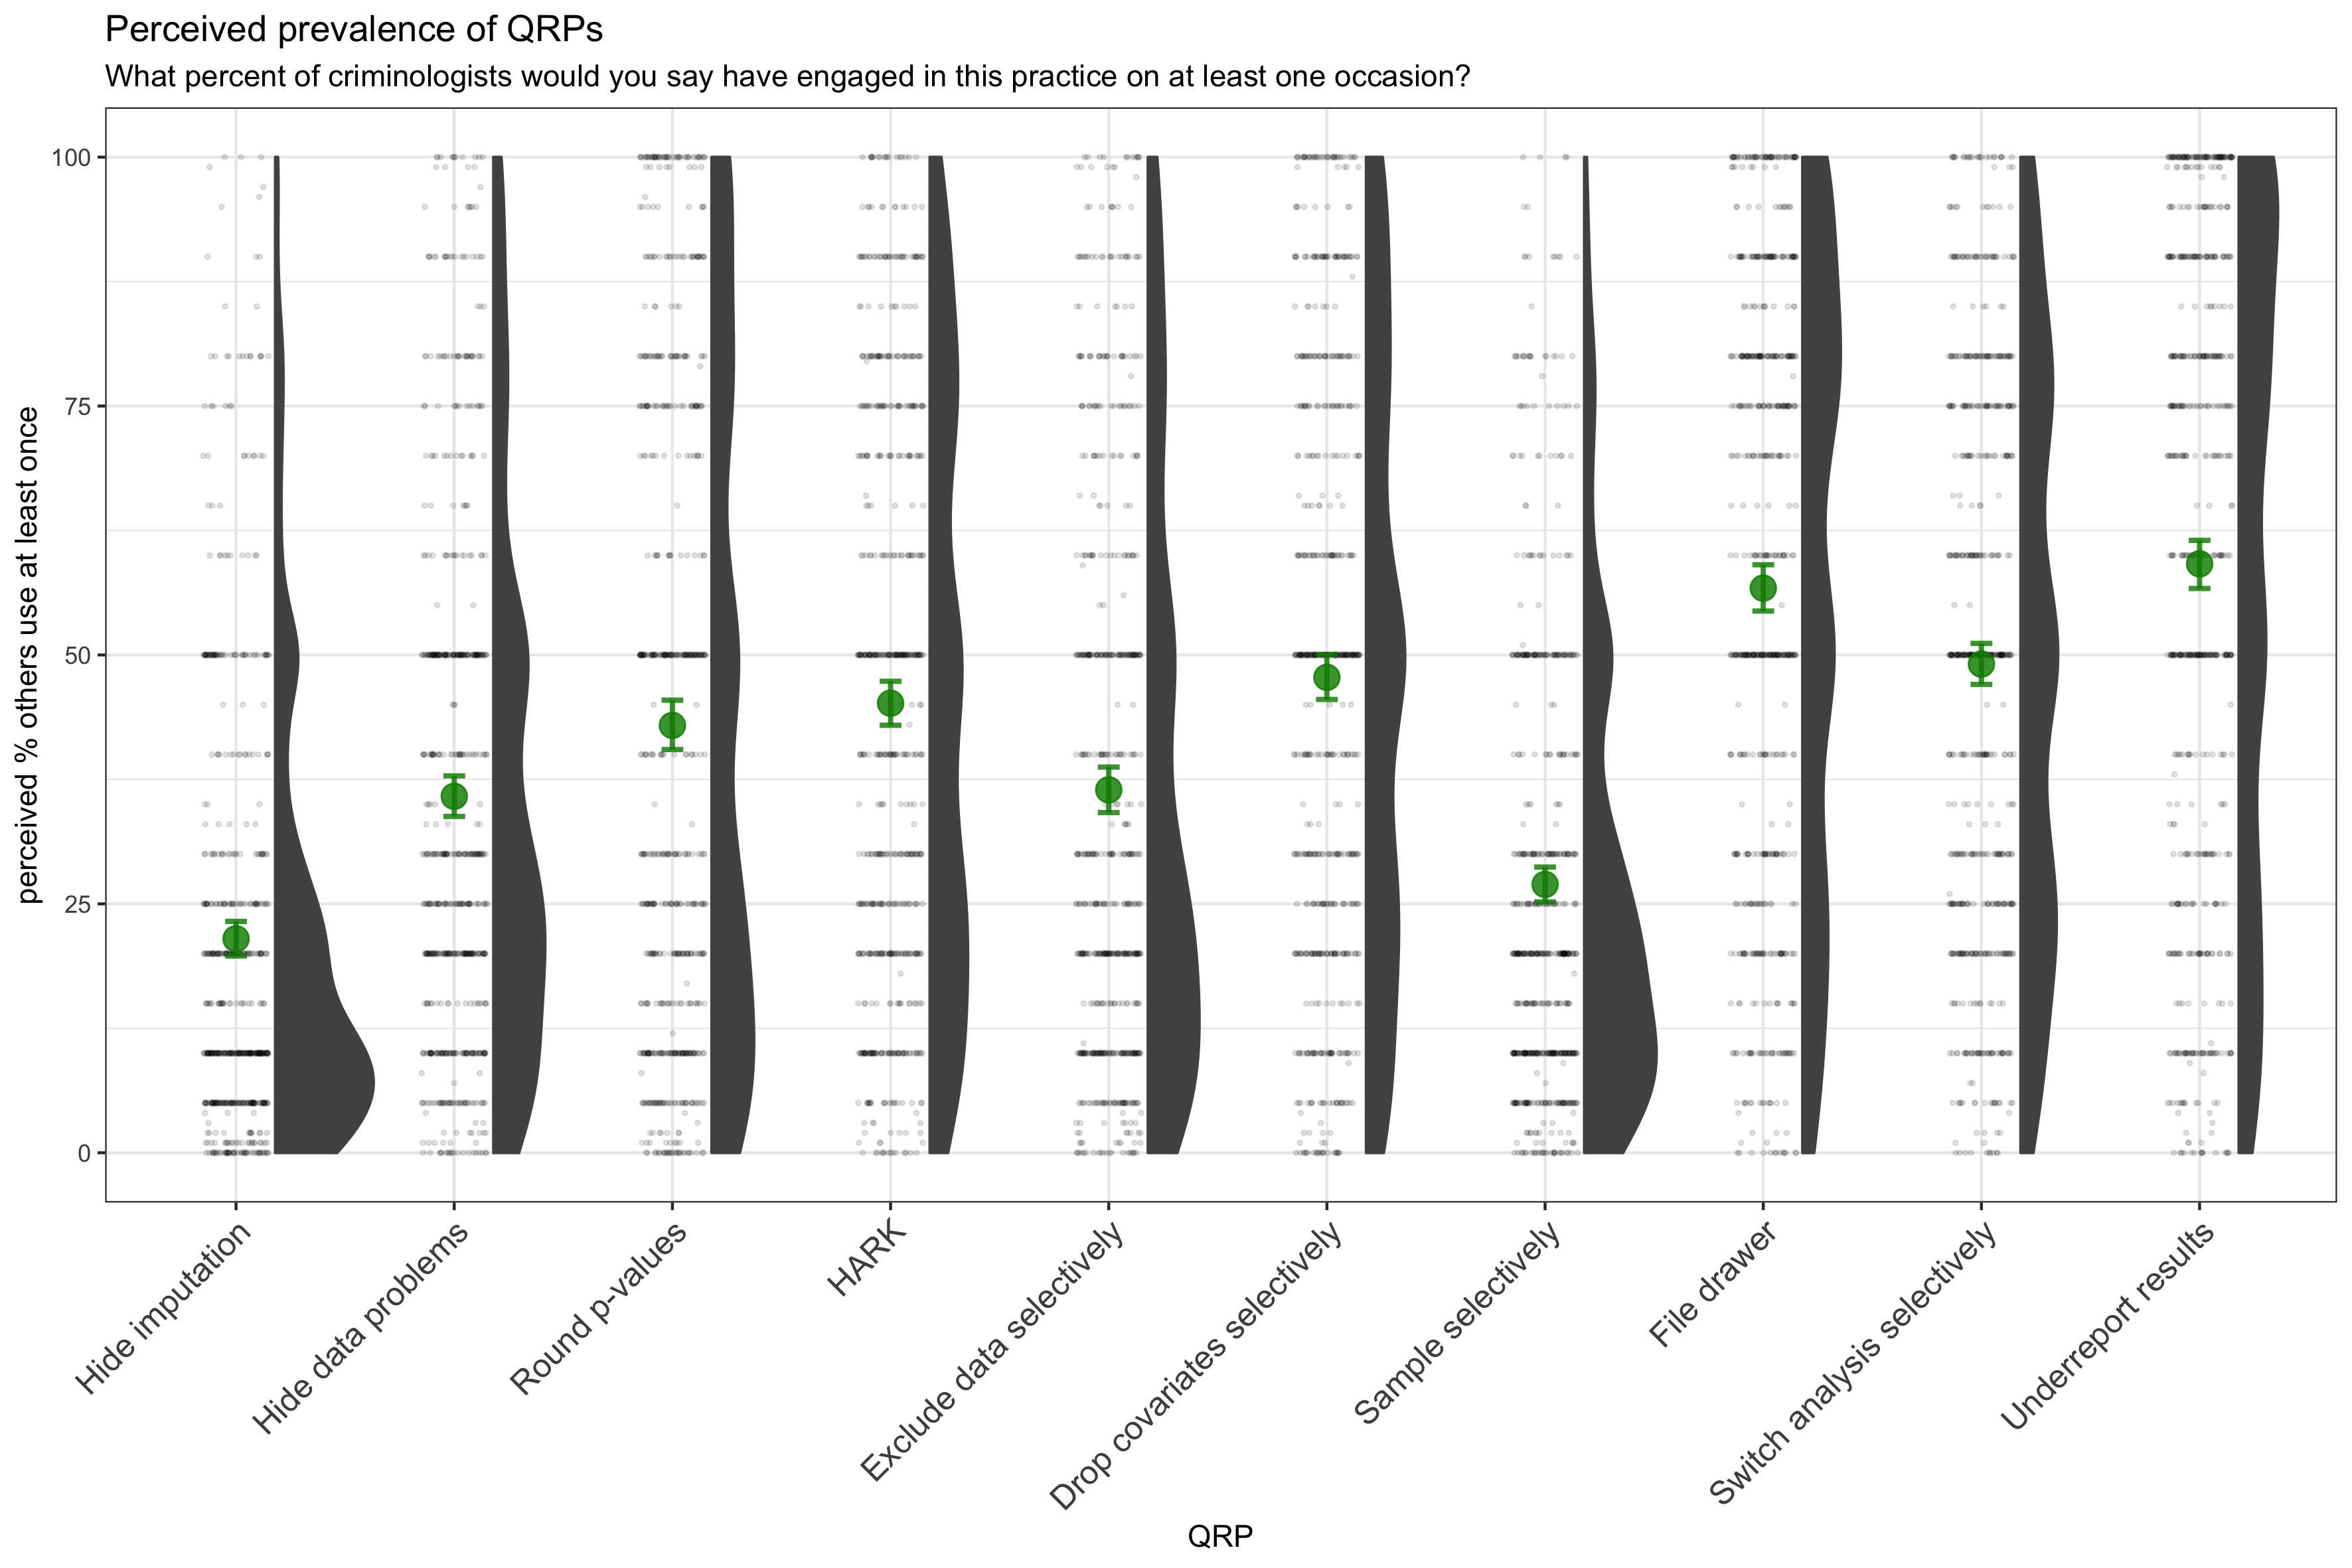 Perceived prevalence of QRPs
What percent of criminologists would you say have engaged in this practice on at least one occasion?
perceived % others use at least once
100
75
50
25
0
Hide imputation
Hide data problems
Round p-values
HARK
Exclude data selectively
Drop covariates selectively
Sample selectively
File drawer
Switch analysis selectively
Underreport results
QRP